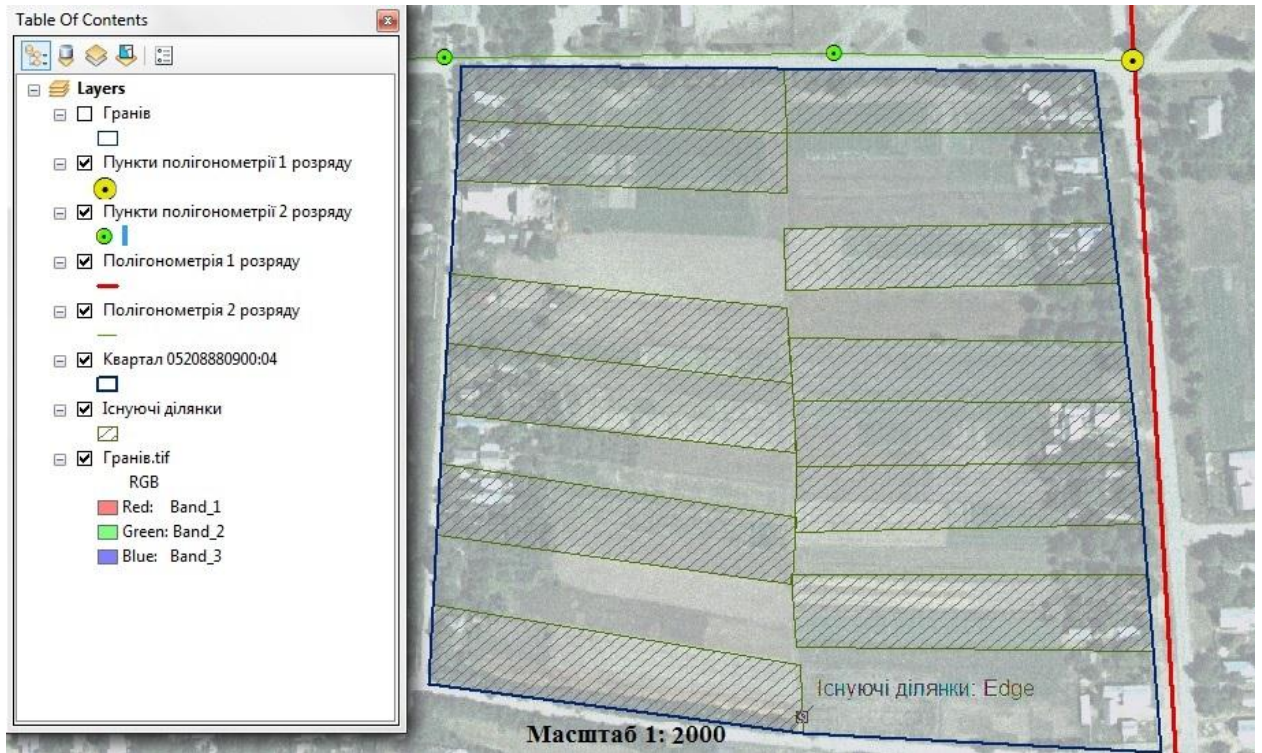 Table Of Contents
Layers
Гранів
Пункти полігонометрії 1 розряду
Пункти полігонометрії 2 розряду
Полігонометрія 1 розряду
Полігонометрія 2 розряду
Квартал 05208880900:04
Існуючі ділянки
Гранів.tif
RGB
Red: Band_1
Green: Band_2
Blue: Band_3
Існуючі ділянки: Edge
Масштаб 1: 2000